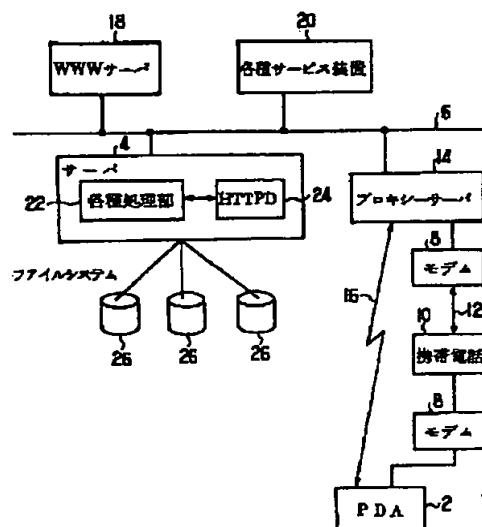 18
20
WWWサーバ
各種サービス装置
6
4
14
サーバ
22
各種処理部
HTTPD
24
プロキシーサーバ
8
モデム
ファイルシステム
16
12
10
携帯電話
26
26
26
8
モデム
PDA
2